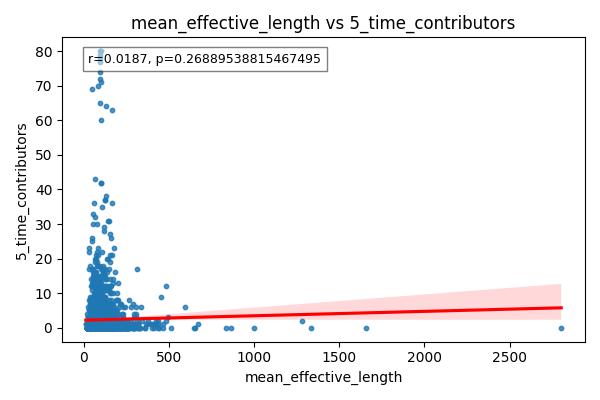 mean_effective_length vs 5_time_contributors
r=0.0187, p=0.26889538815467495
80
70
60
50
40
30
20
10
0
5_time_contributors
0 500 1000 1500 2000 2500
mean_effective_length